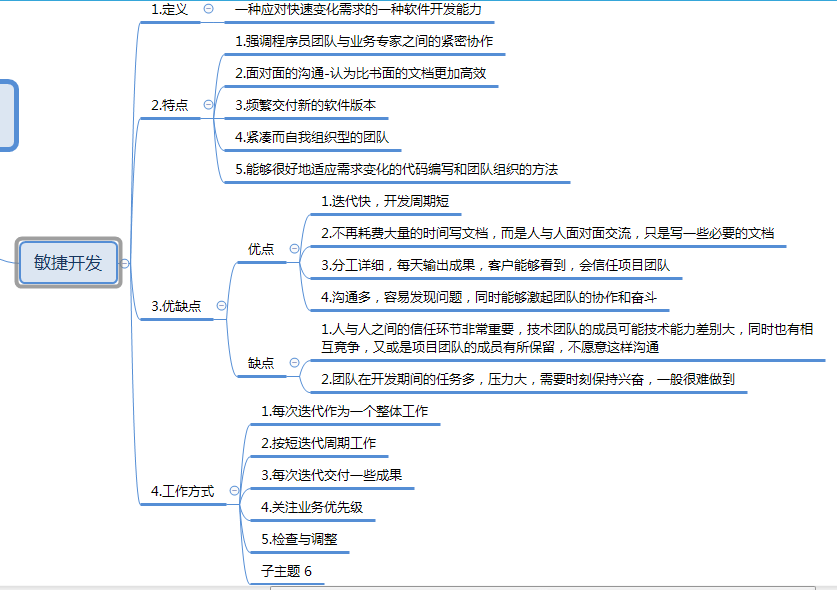 1.定义
一种应对快速变化需求的一种软件开发能力
1.强调程序员团队与业务专家之间的紧密协作
2.面对面的沟通-认为比书面的文档更加高效
2.特点
3.频繁交付新的软件版本
4.紧凑而自我组织型的团队
5.能够很好地适应需求变化的代码编写和团队组织的方法
1.迭代快，开发周期短
2.不再耗费大量的时间写文档，而是人与人面对面交流，只是写一些必要的文档
优点
敏捷开发
3.分工详细，每天输出成果，客户能够看到，会信任项目团队
4.沟通多，容易发现问题，同时能够激起团队的协作和奋斗
3.优缺点
1.人与人之间的信任环节非常重要，技术团队的成员可能技术能力差别大，同时也有相
互竟争，又或是项目团队的成员有所保留，不愿意这样沟通
缺点
2.团队在开发期间的任务多，压力大，需要时刻保持兴奋，一般很难做到
1.每次迭代作为一个整体工作
2.按短迭代周期工作
3.每次迭代交付一些成果
4.工作方式
4.关注业务优先级
5.检查与调整
子主题 6